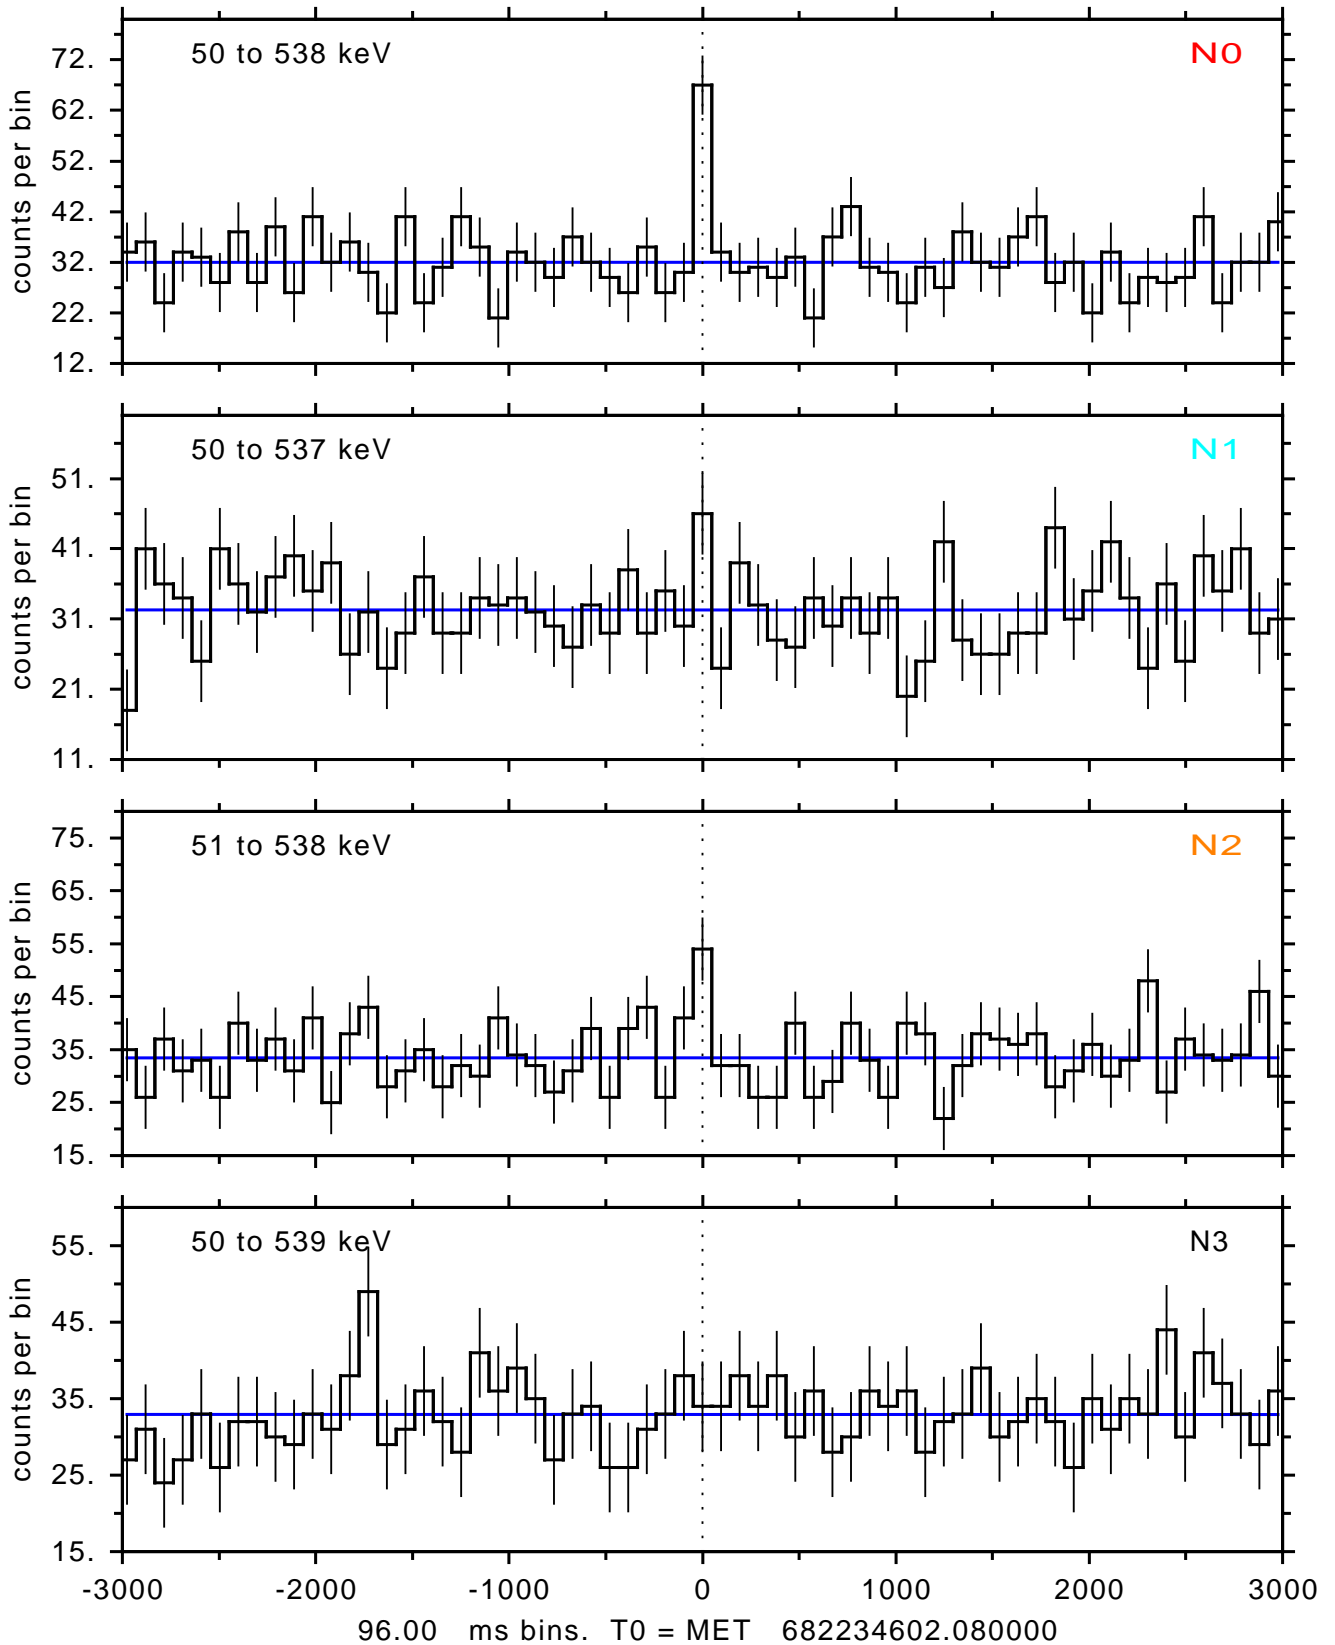 50 to 538 keV N0
72.
62.
52.
42.
32.
22.
12.
counts per bin
50 to 537 keV N1
51.
41.
31.
21.
11.
counts per bin
51 to 538 keV N2
75.
65.
55.
45.
35.
25.
15.
counts per bin
50 to 539 keV N3
55.
45.
35.
25.
15.
counts per bin
-3000 -2000 -1000 0 1000 2000 3000
96.00 ms bins. T0 = MET 682234602.080000